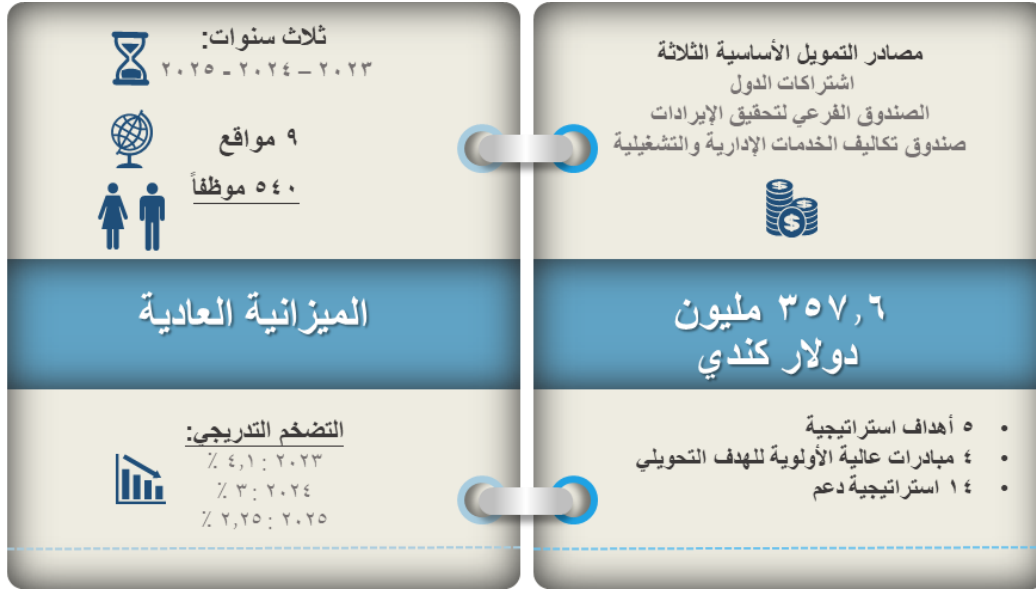 مصادر التمويل الأساسية الثلاثة
اشتراكات الدول
الصندوق الفرعي لتحقيق الإيرادات
صندوق تكاليف الخدمات الإدارية والتشغيلية
٣٥٧,٦ مليون
دولار كندي
• ٥ أهداف استراتيجية
• ٤ مبادرات عالية الأولوية للهدف التحويلي
• ١٤ استراتيجية دعم
ثلاث سنوات:
٢٠٢٣ – ٢٠٢٤ - ٢٠٢٥
٩ مواقع
٥٤٠ موظفاً
الميزانية العادية
التضخم التدريجي:
٢٠٢٣ : ٤,١ ٪
٢٠٢٤ : ٣ ٪
٢٠٢٥ : ٢,٢٥ ٪